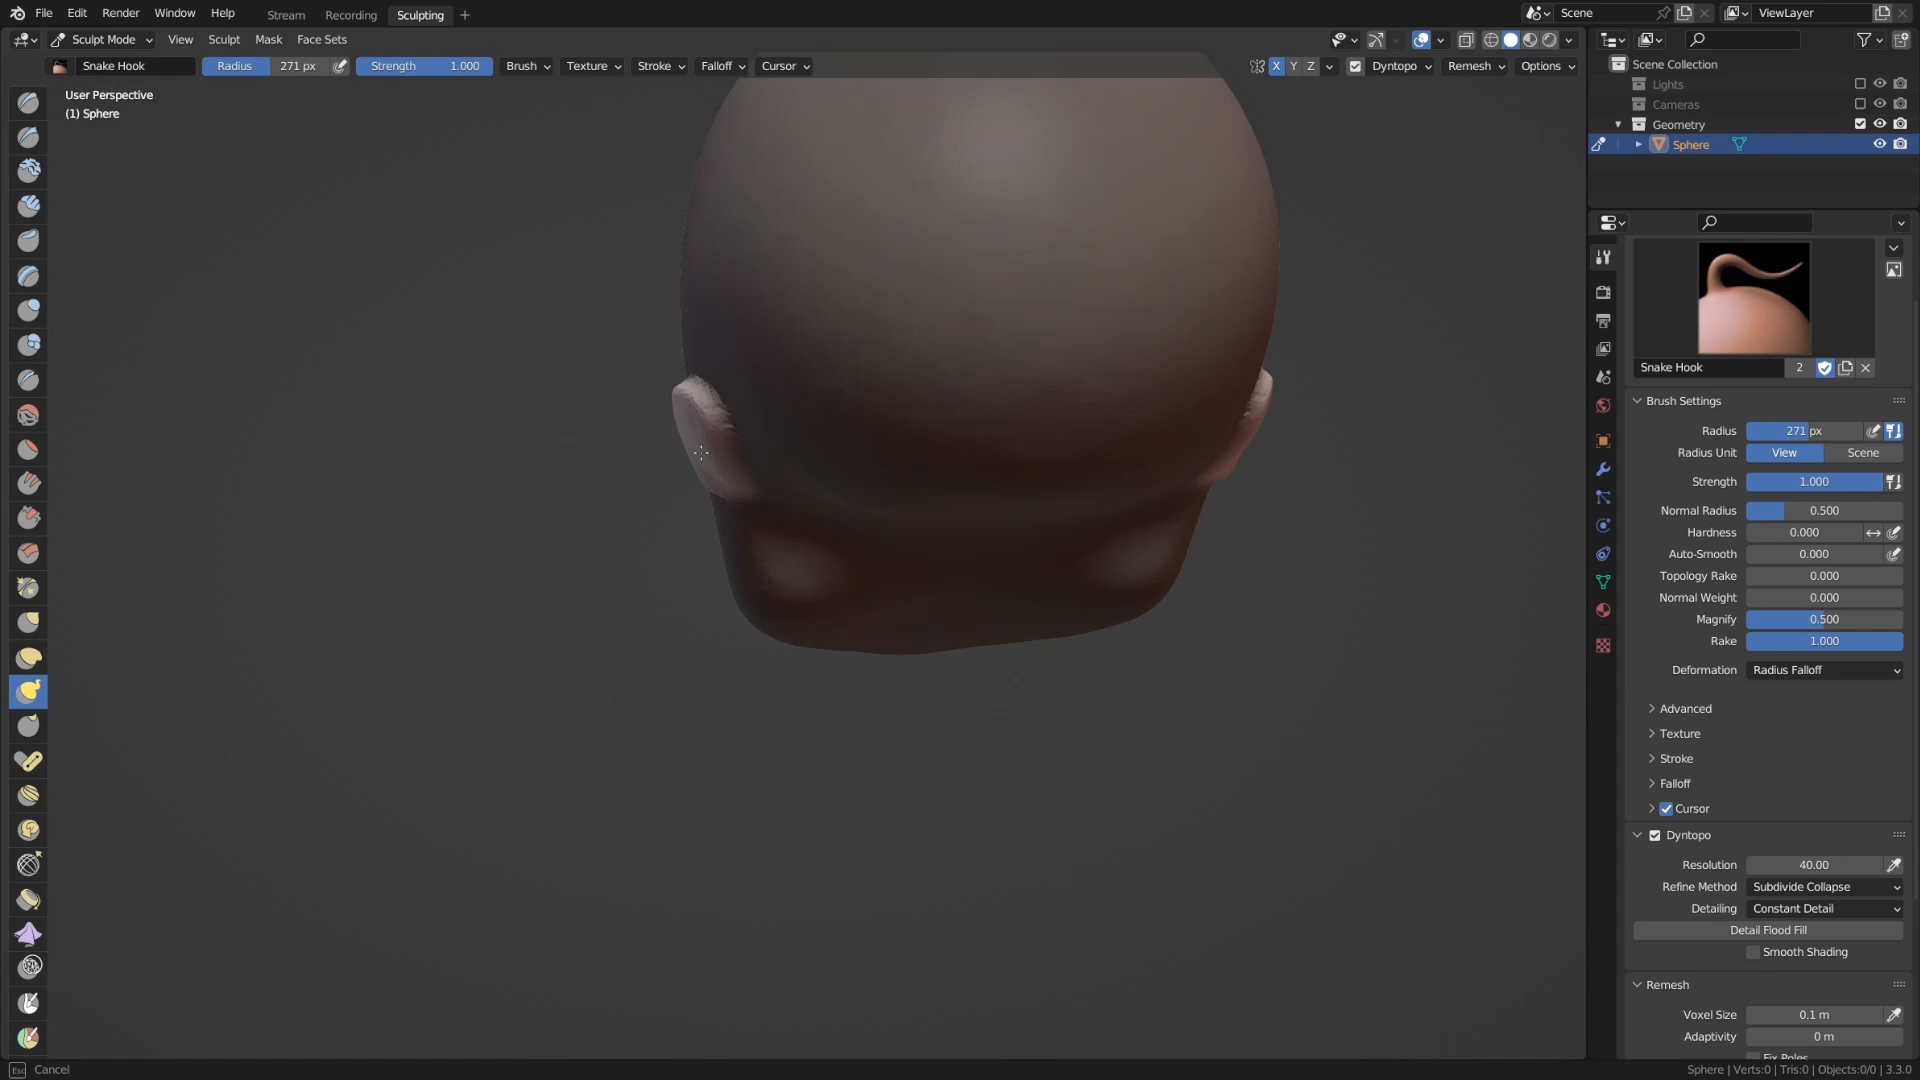 File Edit Render Window Help Stream Recording Sculpting + Scene ViewLayer
Sculpt Mode View Sculpt Mask Face Sets
Snake Hook Radius 271 px Strength 1.000 Brush Texture Stroke Falloff Cursor X Y Z Dyntopo Remesh Options
User Perspective
(1) Sphere
Scene Collection
Lights
Cameras
Geometry
Sphere
Snake Hook 2
Brush Settings
Radius 271 px
Radius Unit View Scene
Strength 1.000
Normal Radius 0.500
Hardness 0.000
Auto-Smooth 0.000
Topology Rake 0.000
Normal Weight 0.000
Magnify 0.500
Rake 1.000
Deformation Radius Falloff
Advanced
Texture
Stroke
Falloff
Cursor
Dyntopo
Resolution 40.00
Refine Method Subdivide Collapse
Detailing Constant Detail
Detail Flood Fill
Smooth Shading
Remesh
Voxel Size 0.1 m
Adaptivity 0 m
Fix Poles
Esc Cancel
Sphere | Verts:0 | Tris:0 | Objects:0/0 | 3.3.0